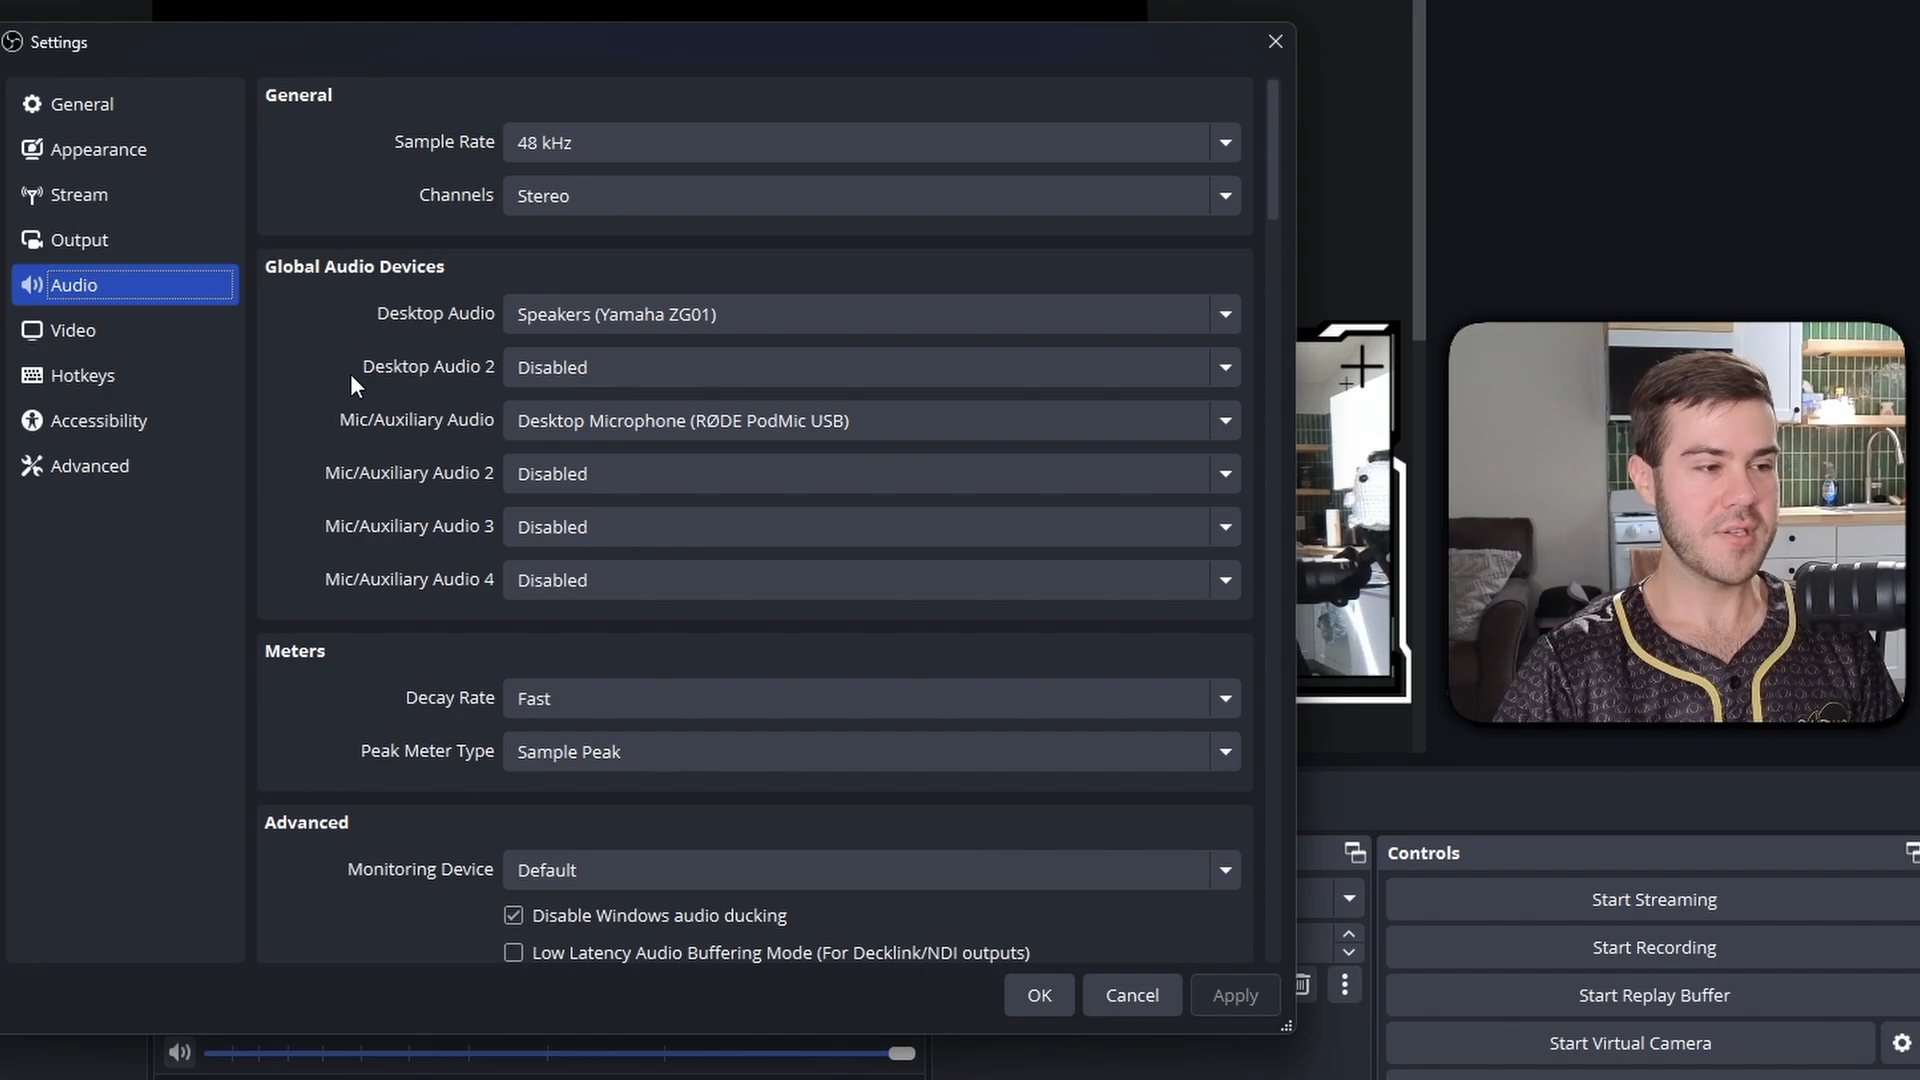 Settings
General
Appearance
Stream
Output
Audio
Video
Hotkeys
Accessibility
Advanced
General
Sample Rate 48 kHz
Channels Stereo
Global Audio Devices
Desktop Audio Speakers (Yamaha ZG01)
Desktop Audio 2 Disabled
Mic/Auxiliary Audio Desktop Microphone (RØDE PodMic USB)
Mic/Auxiliary Audio 2 Disabled
Mic/Auxiliary Audio 3 Disabled
Mic/Auxiliary Audio 4 Disabled
Meters
Decay Rate Fast
Peak Meter Type Sample Peak
Advanced
Monitoring Device Default
Disable Windows audio ducking
Low Latency Audio Buffering Mode (For Decklink/NDI outputs)
OK Cancel Apply
Controls
Start Streaming
Start Recording
Start Replay Buffer
Start Virtual Camera